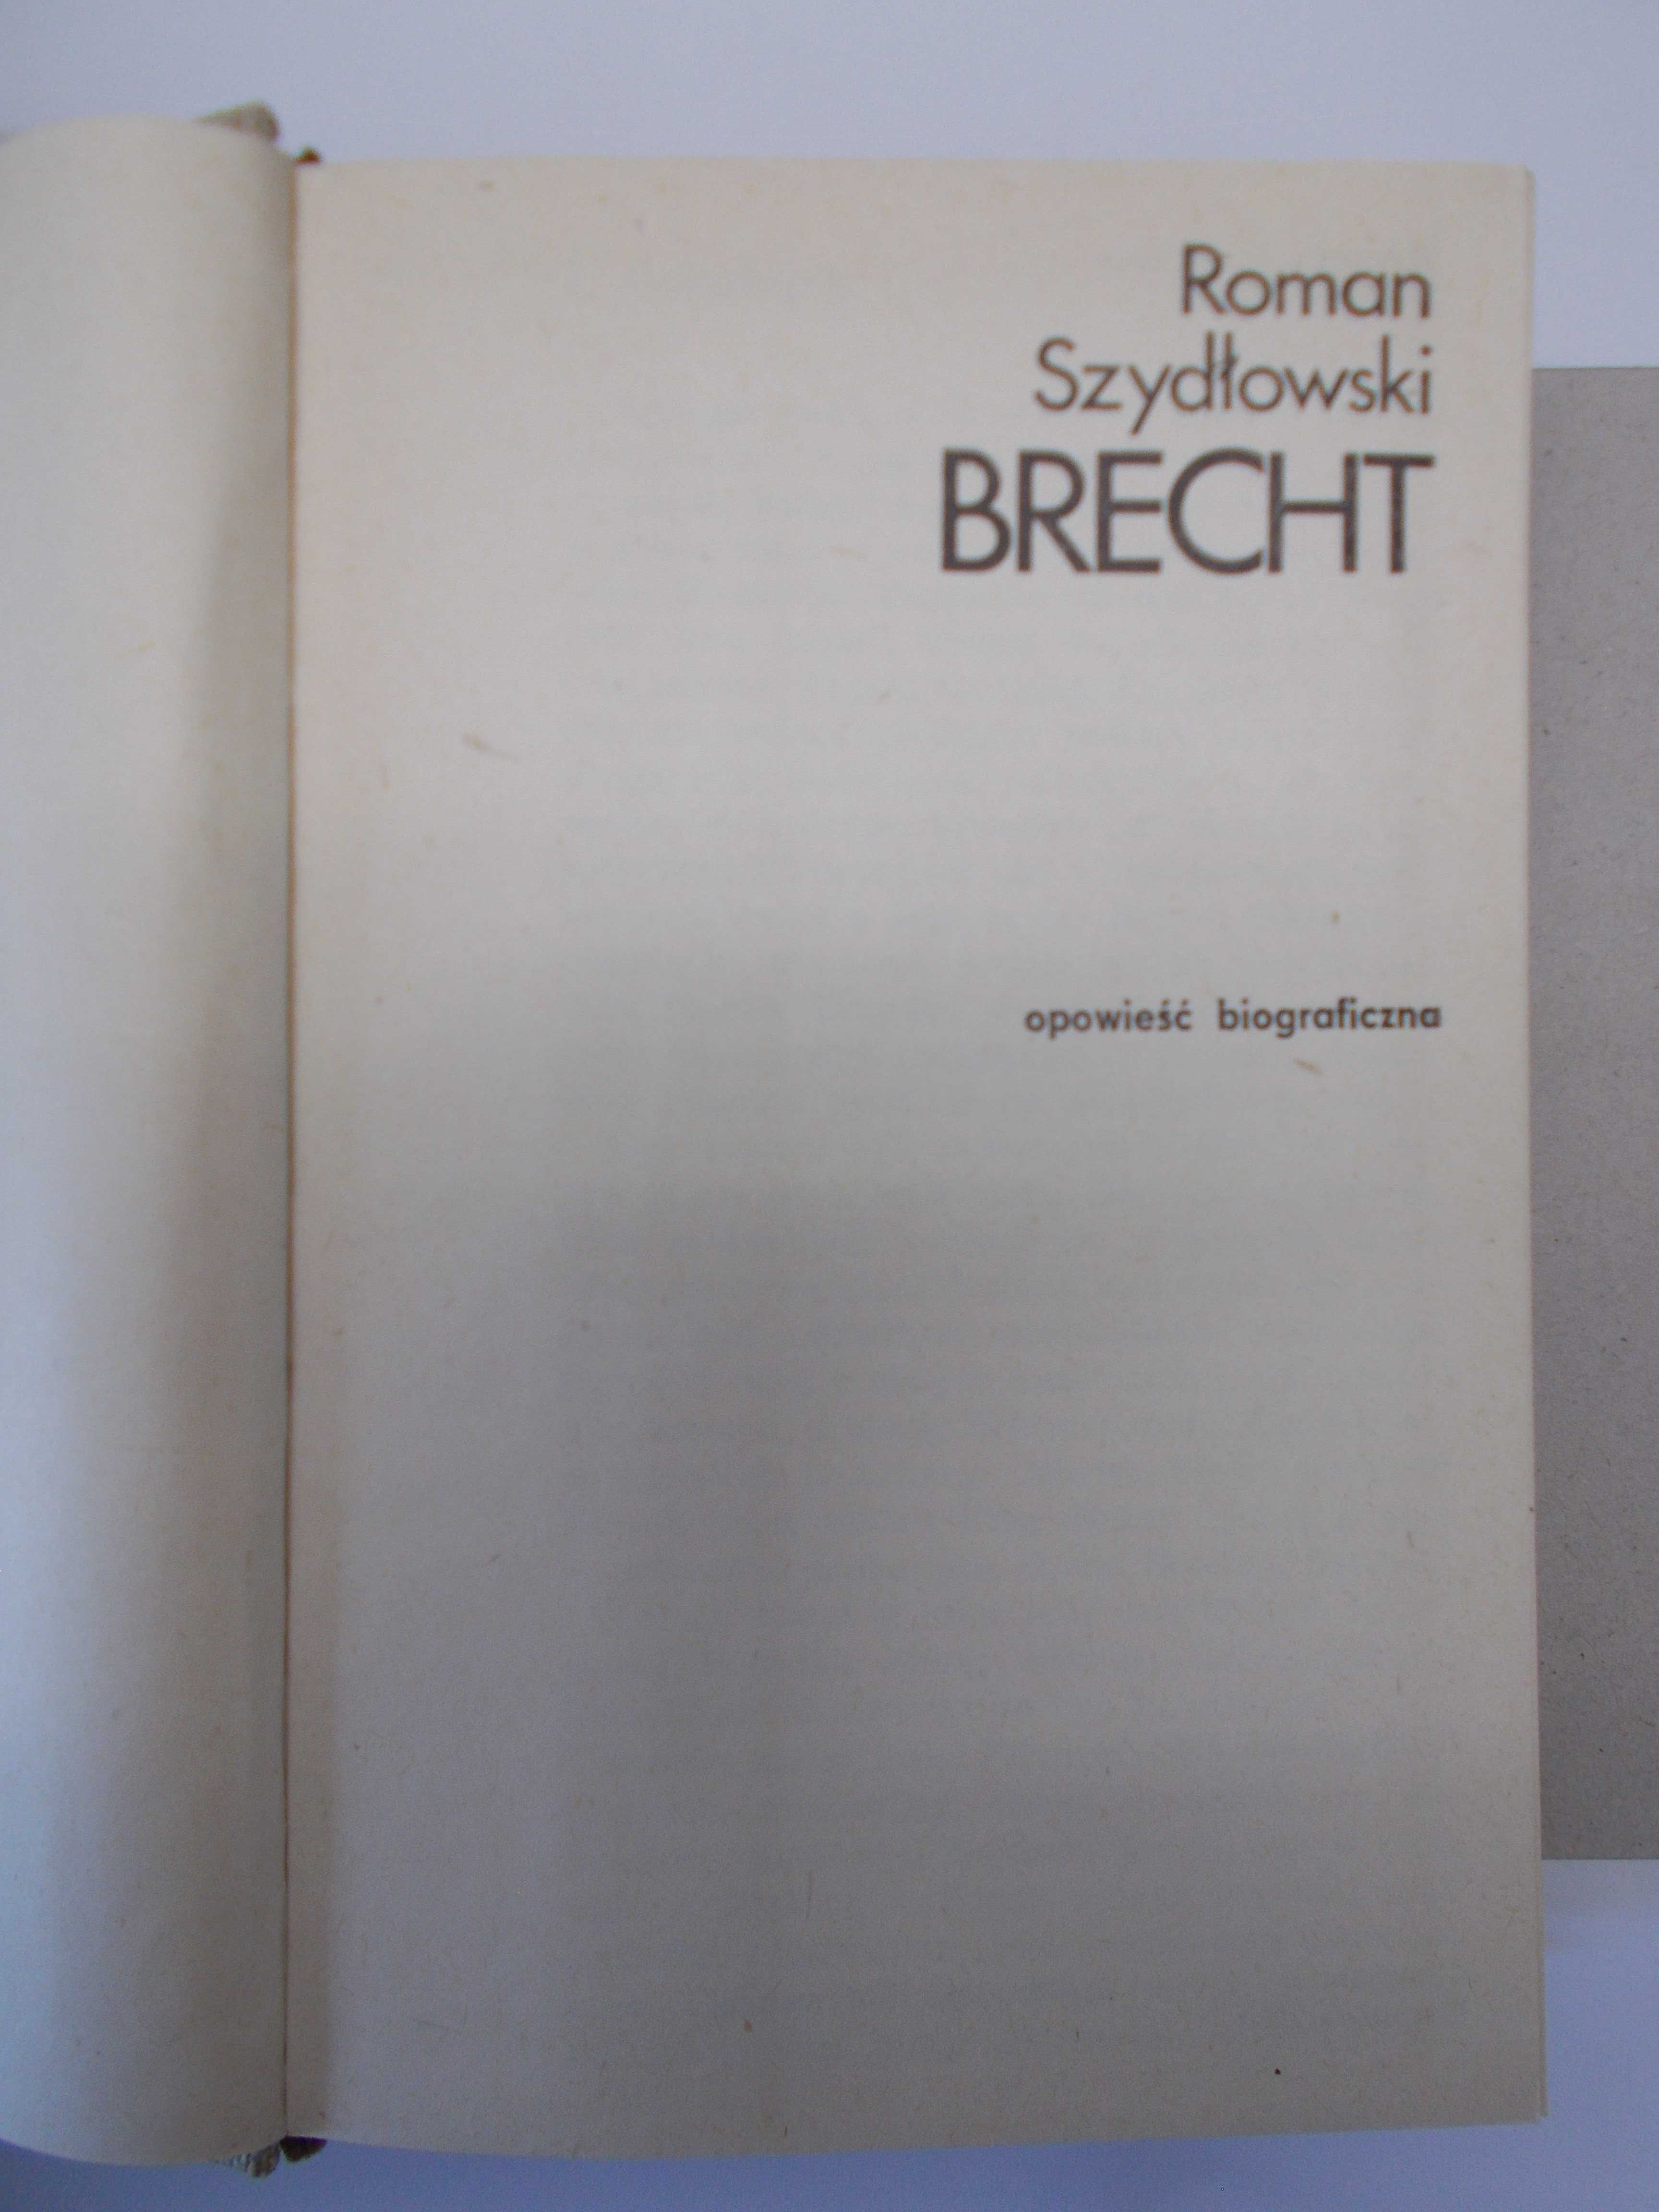 Roman
Szydłowski
BRECHT
opowieść biograficzna